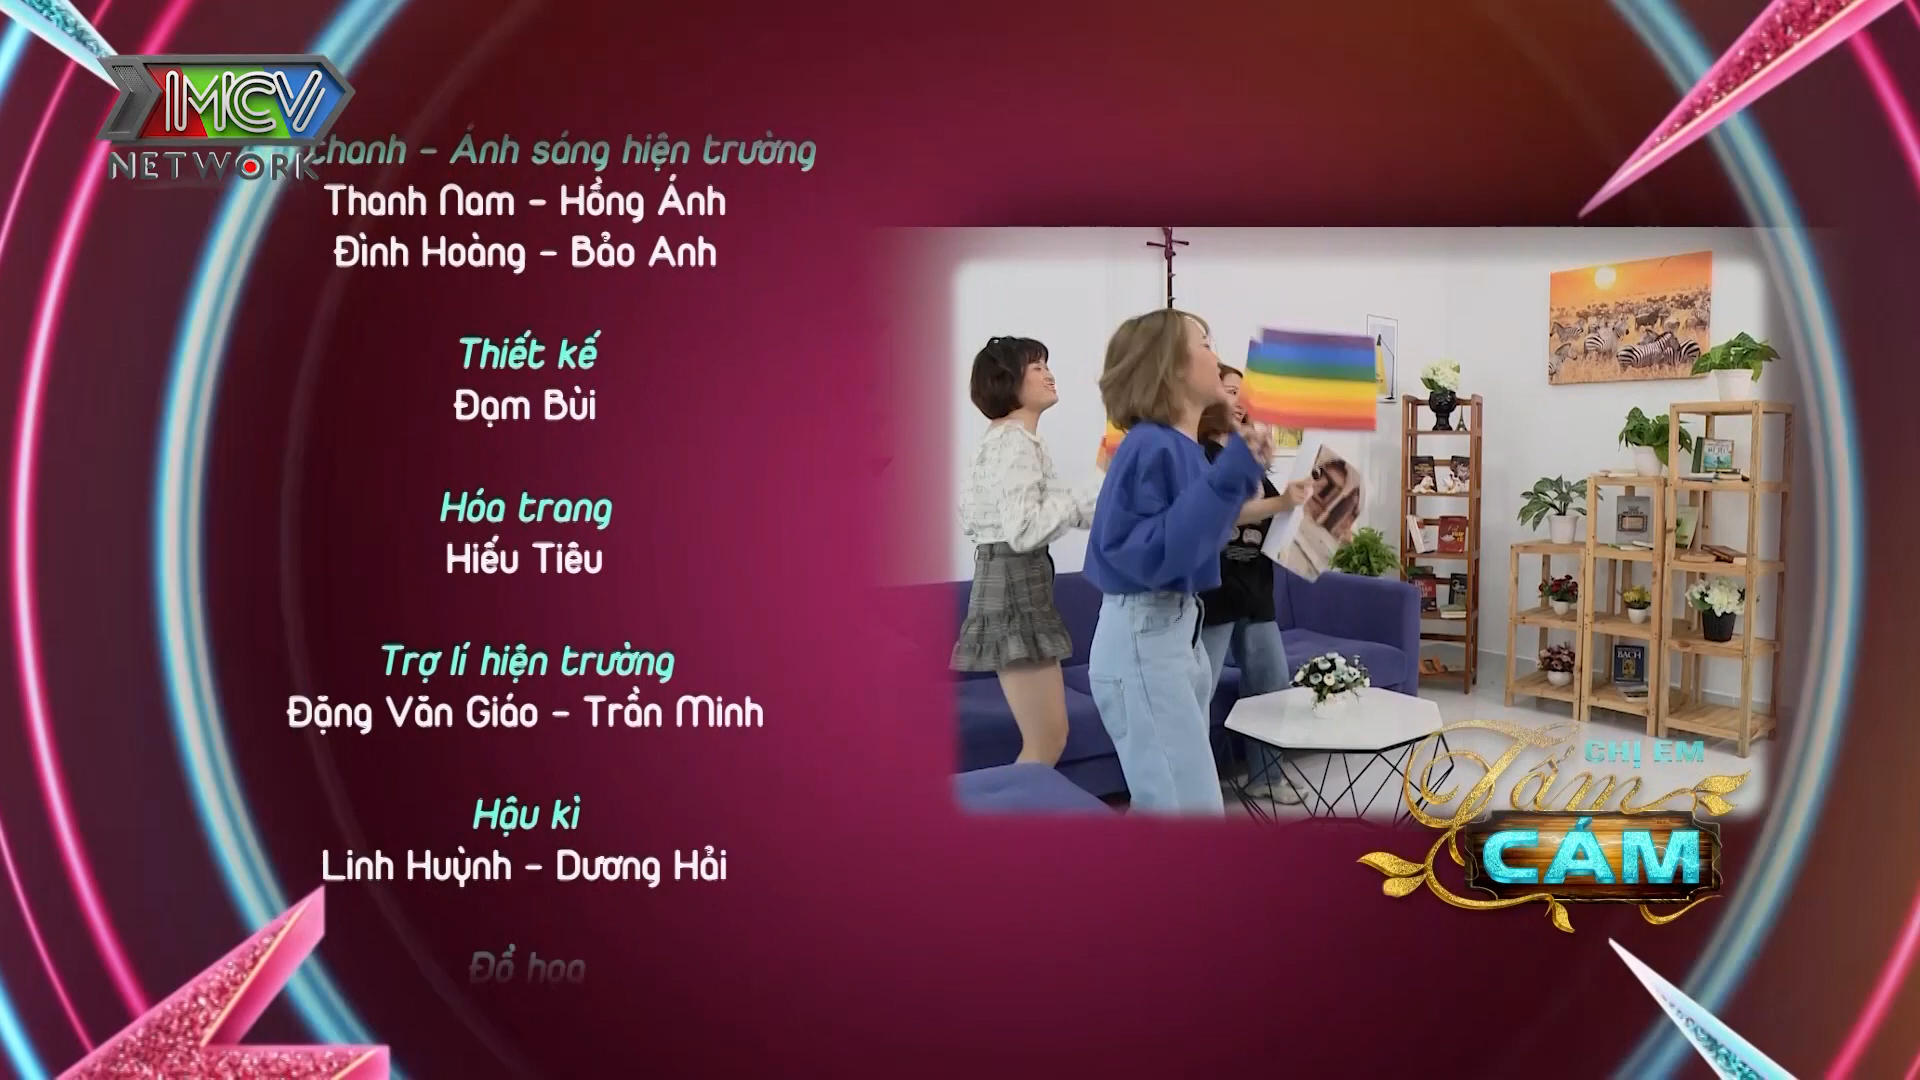 MCV
NETWORK
thanh - Ánh sáng hiện trường
Thanh Nam - Hồng Ánh
Đình Hoàng - Bảo Anh
Thiết kế
Đạm Bùi
Hóa trang
Hiếu Tiêu
Trợ lí hiện trường
Đặng Văn Giáo - Trần Minh
Hậu kì
Linh Huỳnh - Dương Hải
Đồ họa
CHỊ EM
Tấm
CÁM
BACH